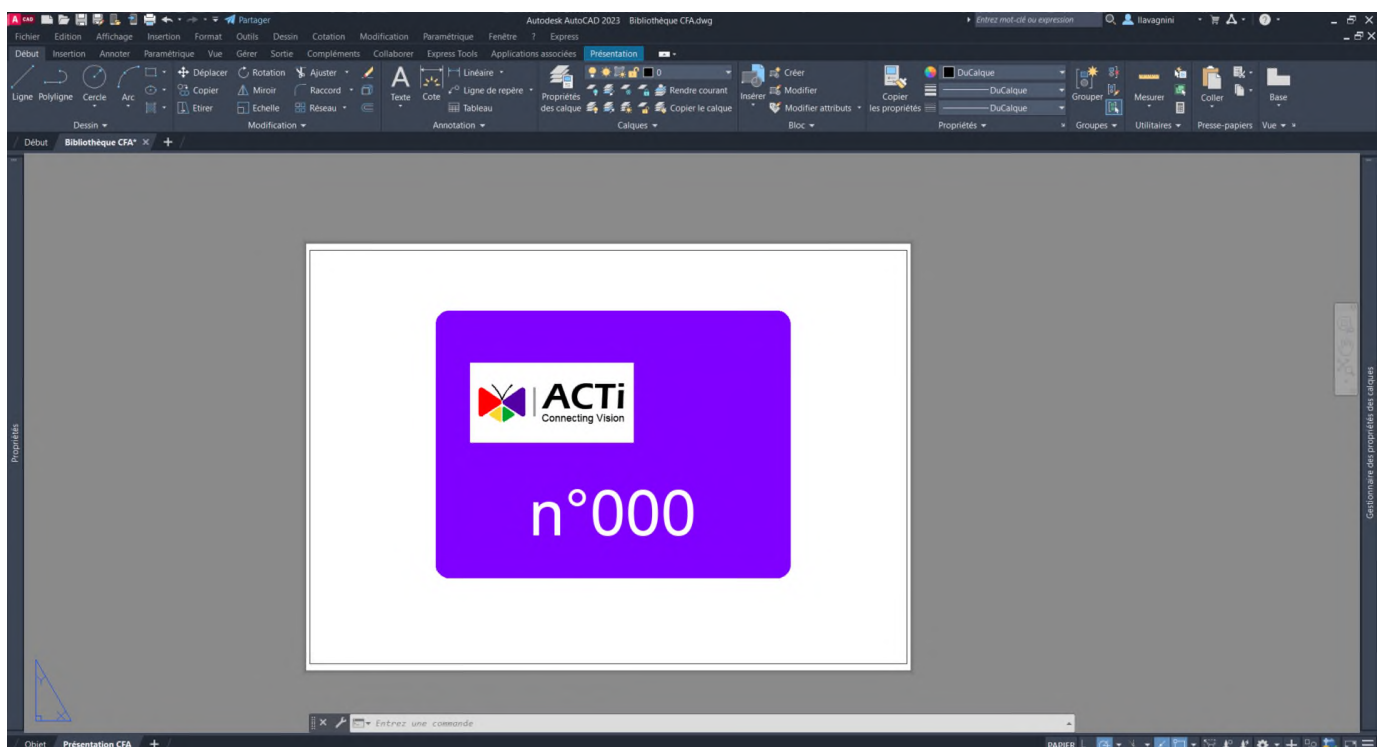 A CAD Partager Autodesk AutoCAD 2023 Bibliothèque CFA.dwg Entrez mot-clé ou expression llavagnini
Fichier Edition Affichage Insertion Format Outils Dessin Cotation Modification Paramétrique Fenêtre ? Express
Début Insertion Annoter Paramétrique Vue Gérer Sortie Compléments Collaborer Express Tools Applications associées Présentation
Déplacer Rotation Ajuster Linéaire 0 Créer DuCalque
Copier Miroir Raccord Ligne de repère Rendre courant Modifier DuCalque
Etirer Echelle Réseau Tableau Copier le calque Modifier attributs DuCalque
Ligne Polyligne Cercle Arc Texte Cote Propriétés des calque Insérer Copier les propriétés Grouper Mesurer Coller Base
Dessin Modification Annotation Calques Bloc Propriétés Groupes Utilitaires Presse-papiers Vue
Début Bibliothèque CFA* +
Propriétés
ACTi
Connecting Vision
n°000
Gestionnaire des propriétés des calques
Y
X
Entrez une commande
Objet Présentation CFA + PAPIER